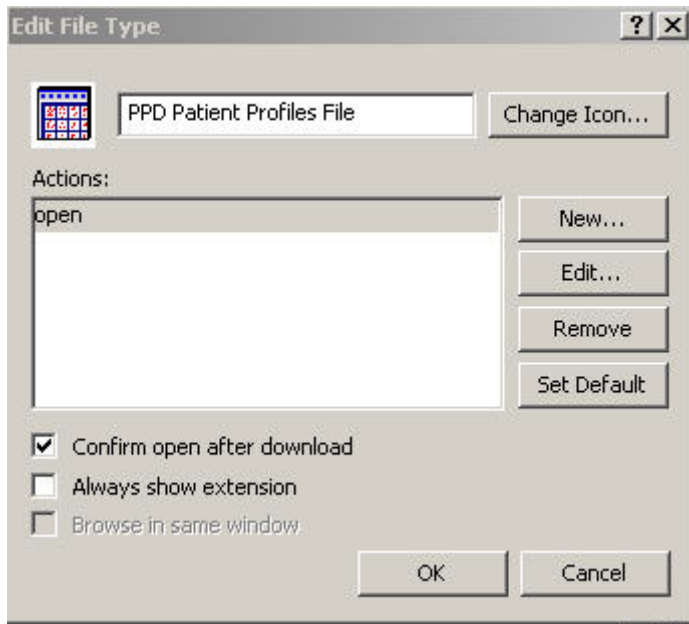 Edit File Type
PPD Patient Profiles File
Change Icon...
Actions:
open
New...
Edit...
Remove
Set Default
Confirm open after download
Always show extension
Browse in same window
OK
Cancel